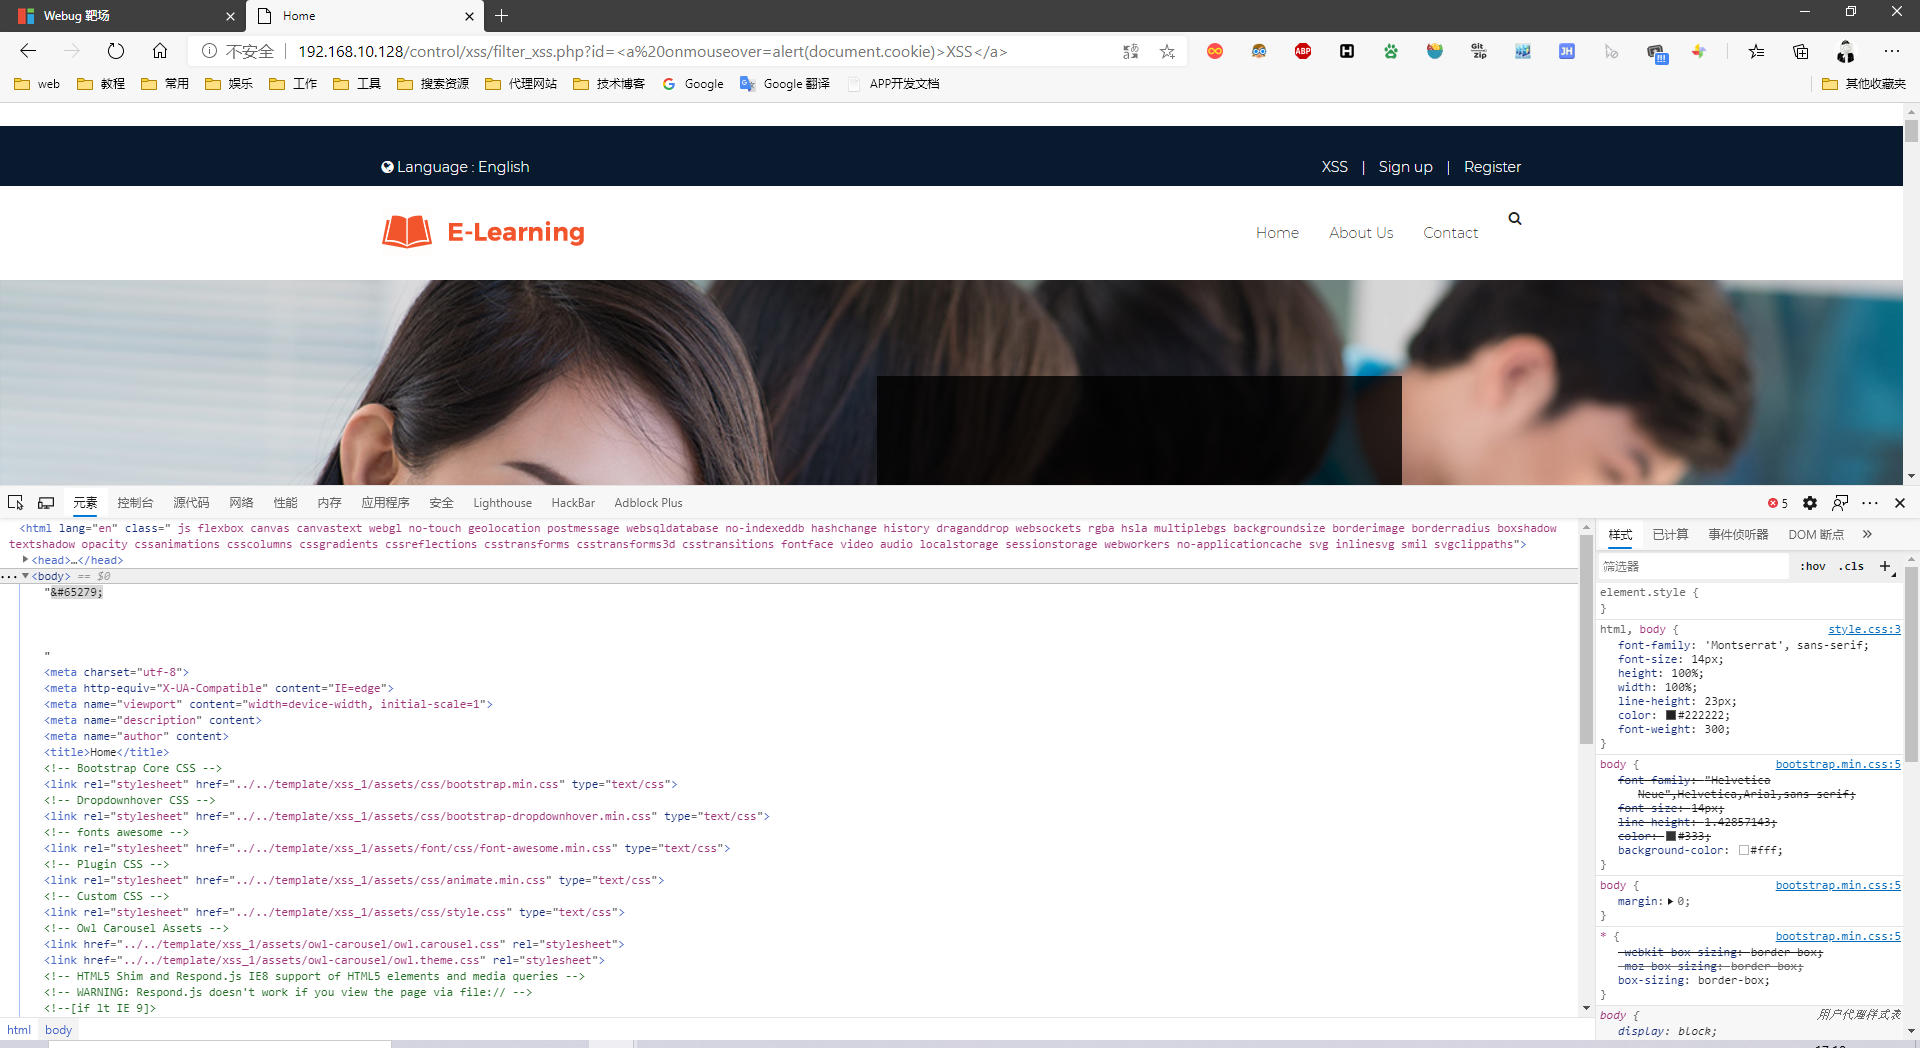 Webug 靶场
Home
不安全
192.168.10.128/control/xss/filter_xss.php?id=<a%20onmouseover=alert(document.cookie)>XSS</a>
web
教程
常用
娱乐
工作
工具
搜索资源
代理网站
技术博客
Google
Google 翻译
APP开发文档
其他收藏夹
Language : English
XSS | Sign up | Register
E-Learning
Home
About Us
Contact
元素
控制台
源代码
网络
性能
内存
应用程序
安全
Lighthouse
HackBar
Adblock Plus
5
<html lang="en" class=" js flexbox canvas canvastext webgl no-touch geolocation postmessage websqldatabase no-indexeddb hashchange history draganddrop websockets rgba hsla multiplebgs backgroundsize borderimage borderradius boxshadow
textshadow opacity cssanimations csscolumns cssgradients cssreflections csstransforms csstransforms3d csstransitions fontface video audio localstorage sessionstorage webworkers no-applicationcache svg inlinesvg smil svgclippaths">
<head>…</head>
<body> == $0
"&#65279;
"
<meta charset="utf-8">
<meta http-equiv="X-UA-Compatible" content="IE=edge">
<meta name="viewport" content="width=device-width, initial-scale=1">
<meta name="description" content>
<meta name="author" content>
<title>Home</title>
<!-- Bootstrap Core CSS -->
<link rel="stylesheet" href="../../template/xss_1/assets/css/bootstrap.min.css" type="text/css">
<!-- Dropdownhover CSS -->
<link rel="stylesheet" href="../../template/xss_1/assets/css/bootstrap-dropdownhover.min.css" type="text/css">
<!-- fonts awesome -->
<link rel="stylesheet" href="../../template/xss_1/assets/font/css/font-awesome.min.css" type="text/css">
<!-- Plugin CSS -->
<link rel="stylesheet" href="../../template/xss_1/assets/css/animate.min.css" type="text/css">
<!-- Custom CSS -->
<link rel="stylesheet" href="../../template/xss_1/assets/css/style.css" type="text/css">
<!-- Owl Carousel Assets -->
<link href="../../template/xss_1/assets/owl-carousel/owl.carousel.css" rel="stylesheet">
<link href="../../template/xss_1/assets/owl-carousel/owl.theme.css" rel="stylesheet">
<!-- HTML5 Shim and Respond.js IE8 support of HTML5 elements and media queries -->
<!-- WARNING: Respond.js doesn't work if you view the page via file:// -->
<!--[if lt IE 9]>
html
body
样式
已计算
事件侦听器
DOM 断点
筛选器
:hov
.cls
element.style {
}
html, body {
style.css:3
font-family: 'Montserrat', sans-serif;
font-size: 14px;
height: 100%;
width: 100%;
line-height: 23px;
color: #222222;
font-weight: 300;
}
body {
bootstrap.min.css:5
font-family: "Helvetica
Neue",Helvetica,Arial,sans-serif;
font-size: 14px;
line-height: 1.42857143;
color: #333;
background-color: #fff;
}
body {
bootstrap.min.css:5
margin: 0;
}
* {
bootstrap.min.css:5
-webkit-box-sizing: border-box;
-moz-box-sizing: border-box;
box-sizing: border-box;
}
body {
用户代理样式表
display: block;